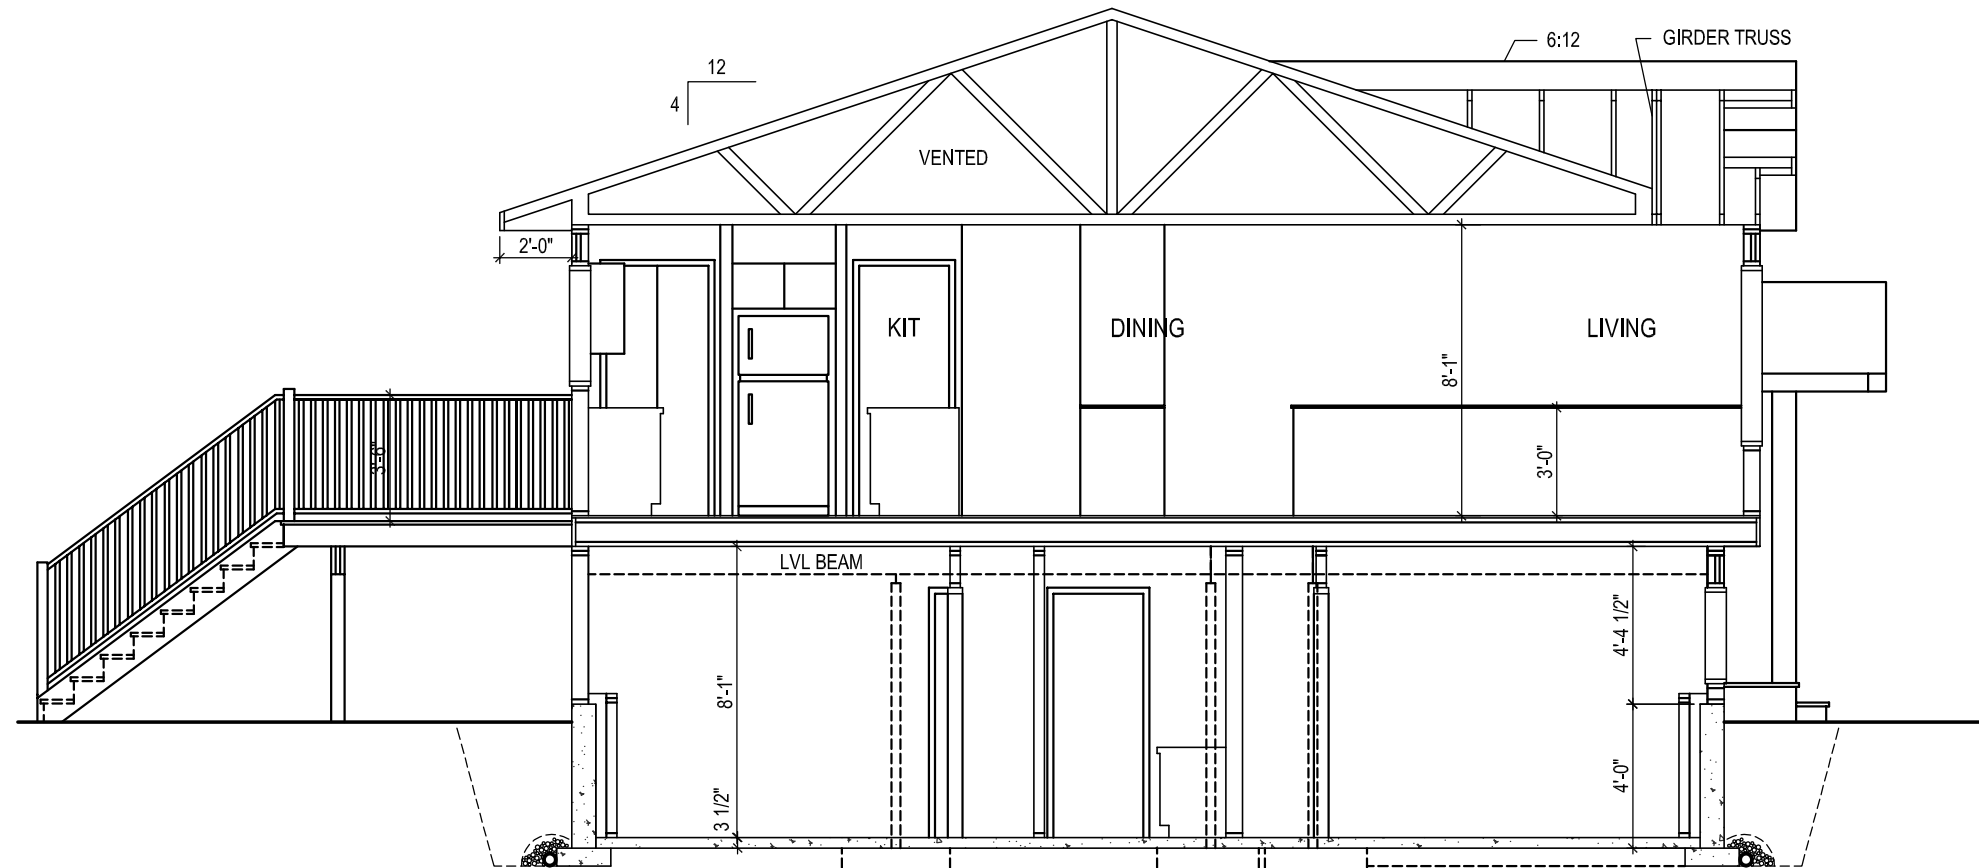 6:12
GIRDER TRUSS
12
4
VENTED
2'-0"
KIT
DINING
LIVING
8'-1"
3'-6"
3'-0"
LVL BEAM
4'-4 1/2"
8'-1"
4'-0"
3 1/2"